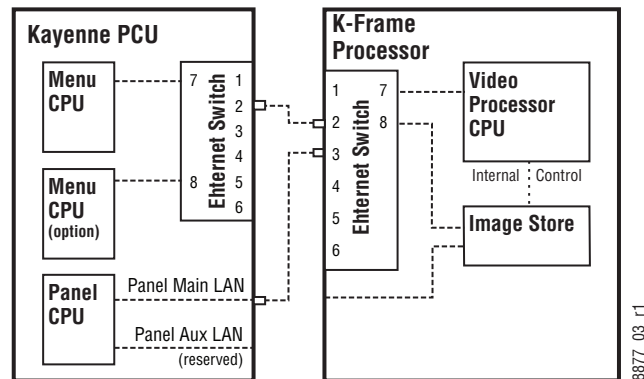 Kayenne PCU
Menu
CPU
7
1
2
3
4
5
6
8
Ehternet Switch
Menu
CPU
(option)
Panel
CPU
Panel Main LAN
Panel Aux LAN
(reserved)
K-Frame
Processor
1
2
3
4
5
6
7
8
Ehternet Switch
Video
Processor
CPU
Internal
Control
Image Store
8877_03_r1